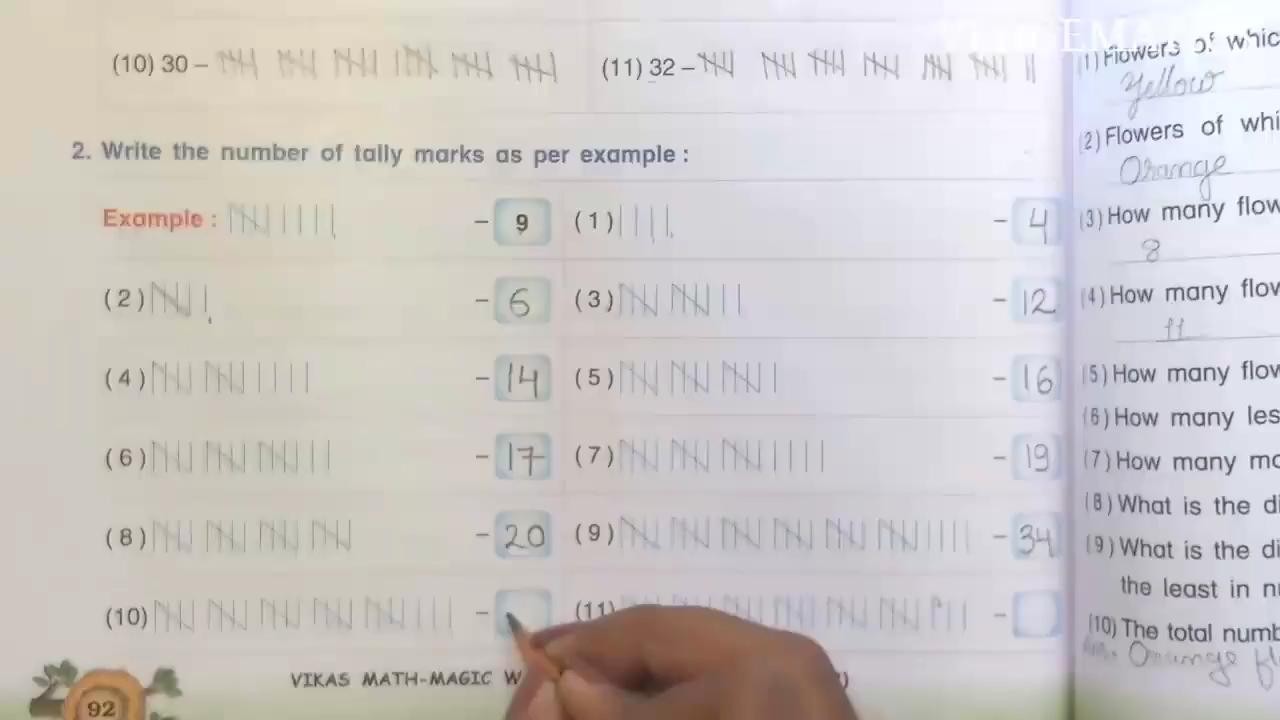 (10) 30 –
(11) 32 –
2. Write the number of tally marks as per example :
Example : – 9
(1) – 4
(2) – 6
(3) – 12
(4) – 14
(5) – 16
(6) – 17
(7) – 19
(8) – 20
(9) – 34
(10) –
(11) –
VIKAS MATH-MAGIC W
92
(1) Flowers of whic
Yellow
(2) Flowers of whi
Orange
(3) How many flow
8
(4) How many flow
11
(5) How many flow
(6) How many les
(7) How many mo
(8) What is the di
(9) What is the di
the least in nu
(10) The total numb
Orange fl